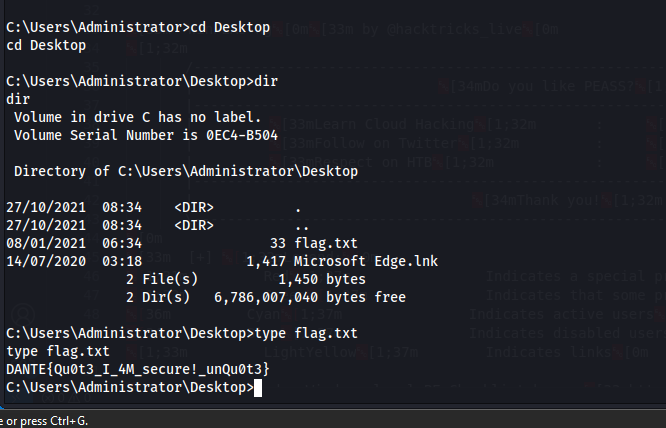 C:\Users\Administrator>cd Desktop
cd Desktop
C:\Users\Administrator\Desktop>dir
dir
Volume in drive C has no label.
Volume Serial Number is 0EC4-B504
Directory of C:\Users\Administrator\Desktop
27/10/2021 08:34 <DIR> .
27/10/2021 08:34 <DIR> ..
08/01/2021 06:34 33 flag.txt
14/07/2020 03:18 1,417 Microsoft Edge.lnk
2 File(s) 1,450 bytes
2 Dir(s) 6,786,007,040 bytes free
C:\Users\Administrator\Desktop>type flag.txt
type flag.txt
DANTE{Qu0t3_I_4M_secure!_unQu0t3}
C:\Users\Administrator\Desktop>
e or press Ctrl+G.
%[0m%[33m by @hacktricks_live%[0m
%[1;32m
%[34mDo you like PEASS?%[1
%[33mLearn Cloud Hacking%[1;32m :
%[33mFollow on Twitter%[1;32m :
%[33mRespect on HTB%[1;32m :
%[34mThank you!%[1;32m
Indicates a special p
Indicates that some p
Cyan%[1;37m Indicates active users
Indicates disabled users
LightYellow%[1;37m Indicates links%[0m